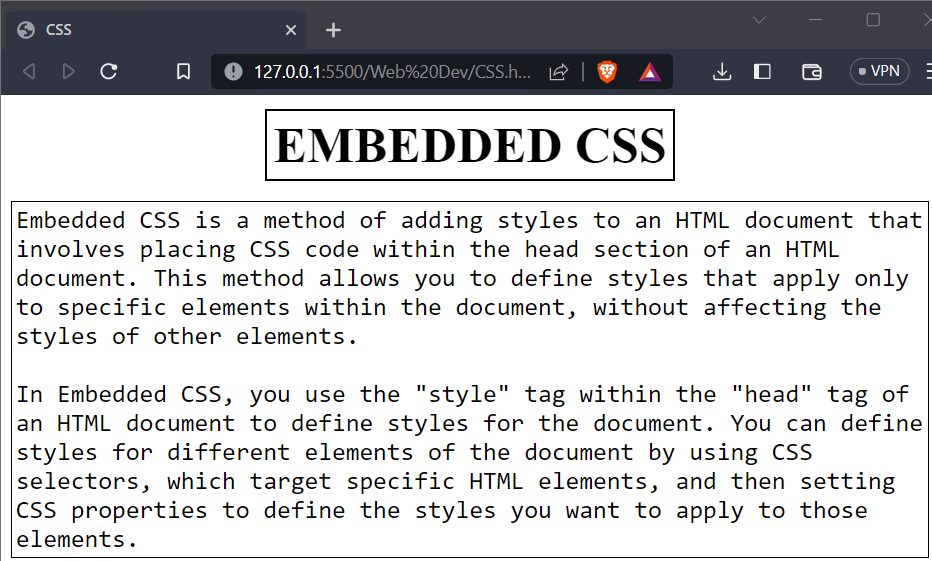 CSS
127.0.0.1:5500/Web%20Dev/CSS.h...
VPN
EMBEDDED CSS
Embedded CSS is a method of adding styles to an HTML document that
involves placing CSS code within the head section of an HTML
document. This method allows you to define styles that apply only
to specific elements within the document, without affecting the
styles of other elements.
In Embedded CSS, you use the "style" tag within the "head" tag of
an HTML document to define styles for the document. You can define
styles for different elements of the document by using CSS
selectors, which target specific HTML elements, and then setting
CSS properties to define the styles you want to apply to those
elements.